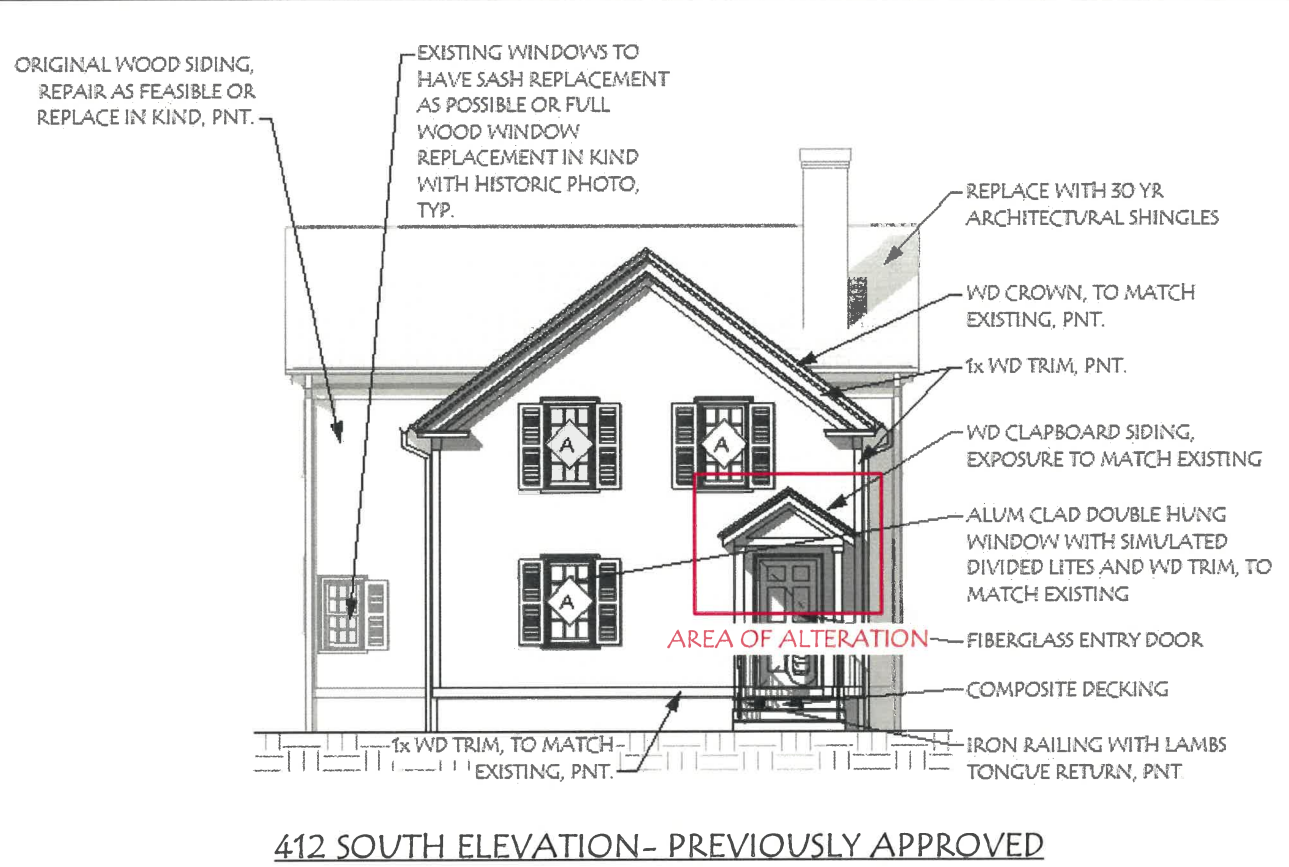 ORIGINAL WOOD SIDING,
REPAIR AS FEASIBLE OR
REPLACE IN KIND, PNT.
EXISTING WINDOWS TO
HAVE SASH REPLACEMENT
AS POSSIBLE OR FULL
WOOD WINDOW
REPLACEMENT IN KIND
WITH HISTORIC PHOTO,
TYP.
REPLACE WITH 30 YR
ARCHITECTURAL SHINGLES
WD CROWN, TO MATCH
EXISTING, PNT.
1x WD TRIM, PNT.
WD CLAPBOARD SIDING,
EXPOSURE TO MATCH EXISTING
ALUM CLAD DOUBLE HUNG
WINDOW WITH SIMULATED
DIVIDED LITES AND WD TRIM, TO
MATCH EXISTING
A
A
A
AREA OF ALTERATION
FIBERGLASS ENTRY DOOR
COMPOSITE DECKING
IRON RAILING WITH LAMBS
TONGUE RETURN, PNT
1x WD TRIM, TO MATCH
EXISTING, PNT.
412 SOUTH ELEVATION- PREVIOUSLY APPROVED